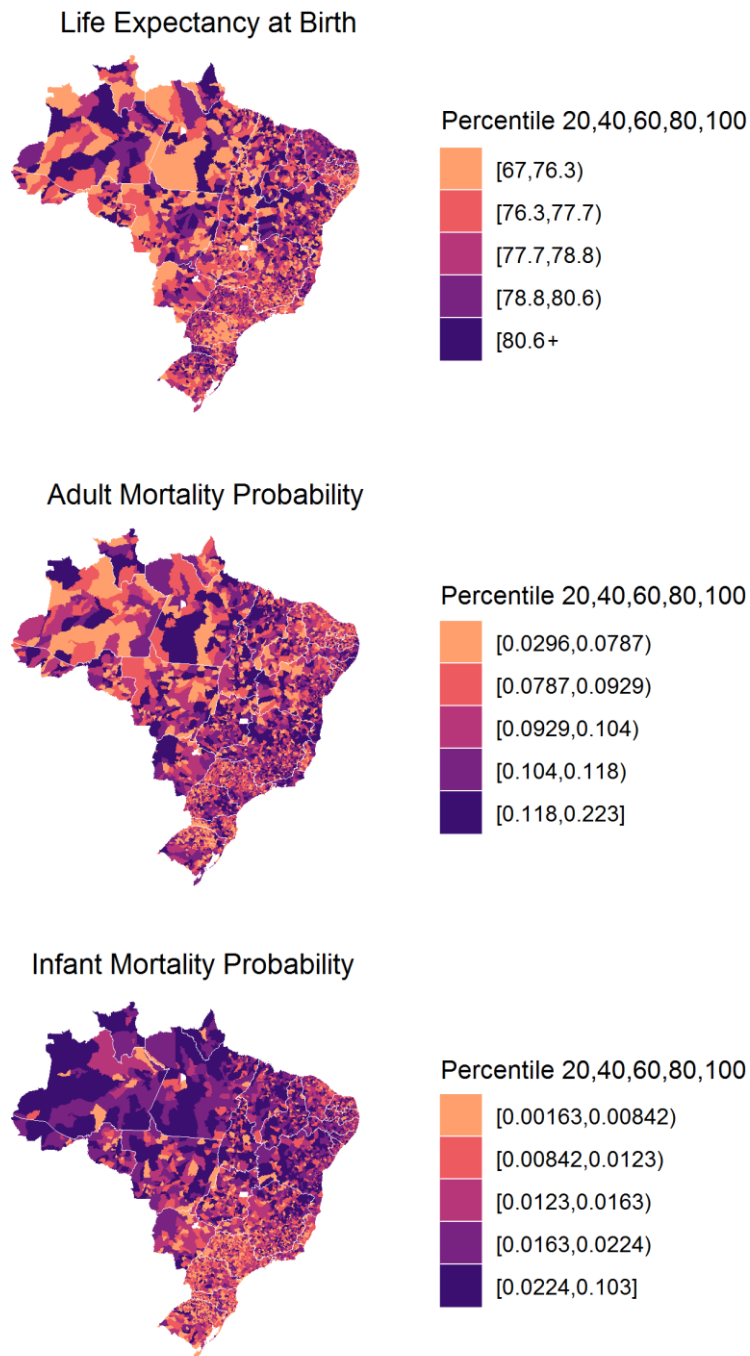 Life Expectancy at Birth
Percentile 20,40,60,80,100
[67,76.3)
[76.3,77.7)
[77.7,78.8)
[78.8,80.6)
[80.6+
Adult Mortality Probability
Percentile 20,40,60,80,100
[0.0296,0.0787)
[0.0787,0.0929)
[0.0929,0.104)
[0.104,0.118)
[0.118,0.223]
Infant Mortality Probability
Percentile 20,40,60,80,100
[0.00163,0.00842)
[0.00842,0.0123)
[0.0123,0.0163)
[0.0163,0.0224)
[0.0224,0.103]